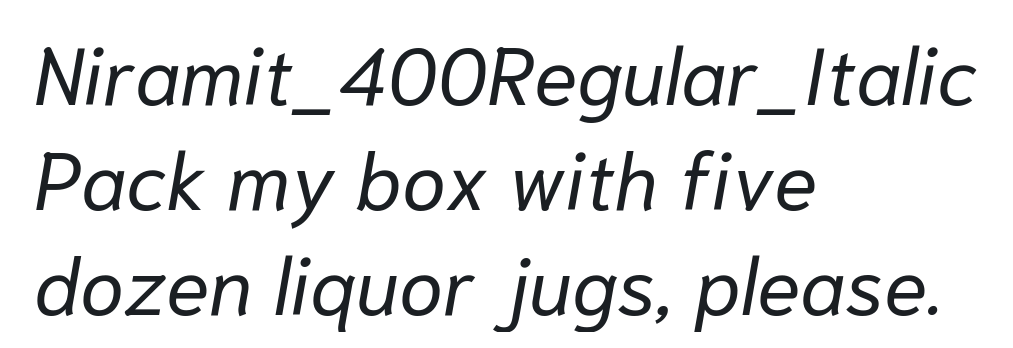 Niramit_400Regular_Italic
Pack my box with five
dozen liquor jugs, please.